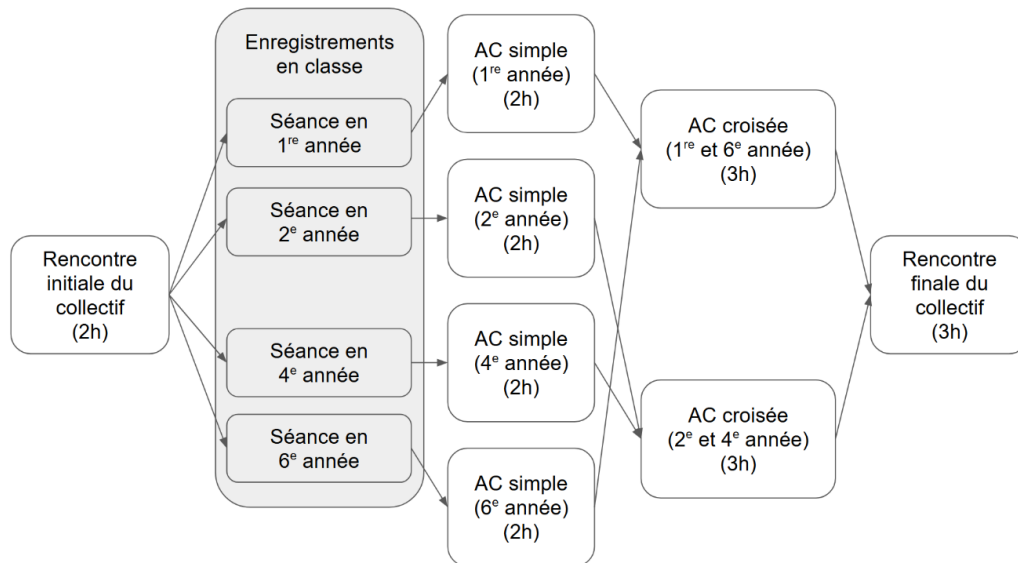 Rencontre
initiale du
collectif
(2h)
Enregistrements
en classe
Séance en
1re année
Séance en
2e année
Séance en
4e année
Séance en
6e année
AC simple
(1re année)
(2h)
AC simple
(2e année)
(2h)
AC simple
(4e année)
(2h)
AC simple
(6e année)
(2h)
AC croisée
(1re et 6e année)
(3h)
AC croisée
(2e et 4e année)
(3h)
Rencontre
finale du
collectif
(3h)